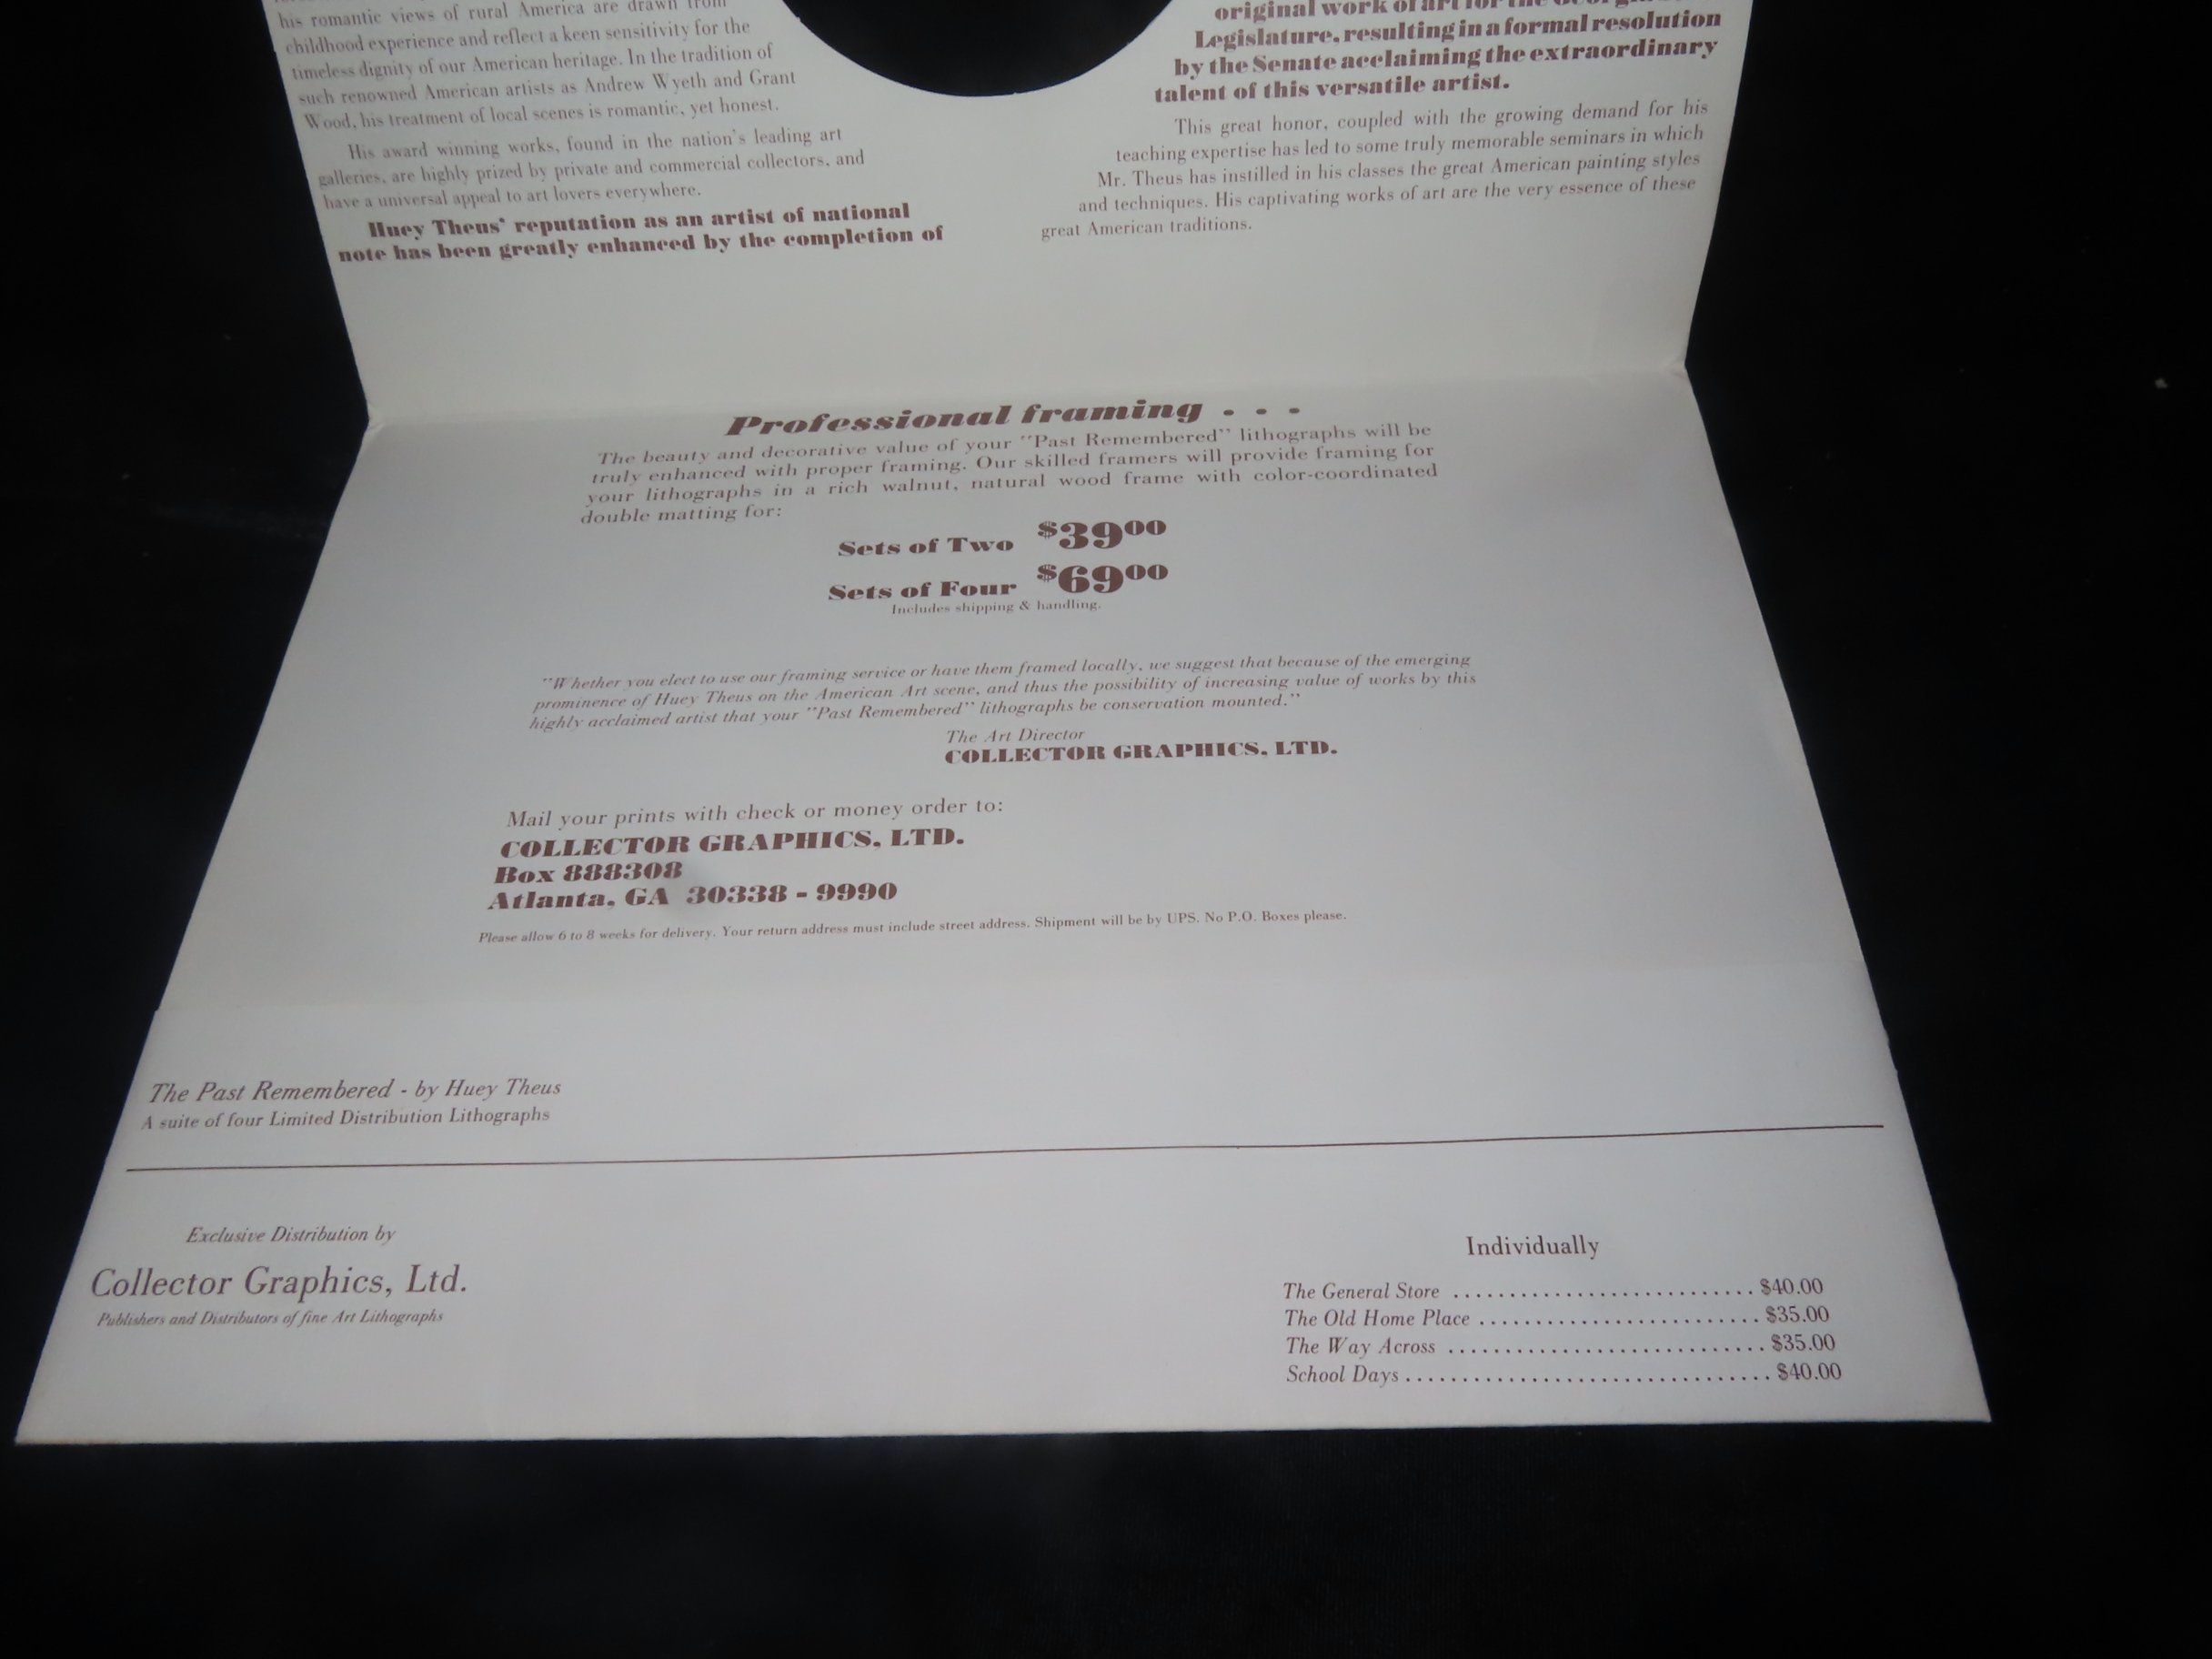 his romantic views of rural America are drawn from
childhood experience and reflect a keen sensitivity for the
timeless dignity of our American heritage. In the tradition of
such renowned American artists as Andrew Wyeth and Grant
Wood, his treatment of local scenes is romantic, yet honest.
His award winning works, found in the nation's leading art
galleries, are highly prized by private and commercial collectors, and
have a universal appeal to art lovers everywhere.
Huey Theus' reputation as an artist of national
note has been greatly enhanced by the completion of
original work of art for the
Legislature, resulting in a formal resolution
by the Senate acclaiming the extraordinary
talent of this versatile artist.
This great honor, coupled with the growing demand for his
teaching expertise has led to some truly memorable seminars in which
Mr. Theus has instilled in his classes the great American painting styles
and techniques. His captivating works of art are the very essence of these
great American traditions.
Professional framing . . .
The beauty and decorative value of your "Past Remembered" lithographs will be
truly enhanced with proper framing. Our skilled framers will provide framing for
your lithographs in a rich walnut, natural wood frame with color-coordinated
double matting for:
Sets of Two $3900
Sets of Four $6900
Includes shipping & handling.
"Whether you elect to use our framing service or have them framed locally, we suggest that because of the emerging
prominence of Huey Theus on the American Art scene, and thus the possibility of increasing value of works by this
highly acclaimed artist that your "Past Remembered" lithographs be conservation mounted."
The Art Director
COLLECTOR GRAPHICS, LTD.
Mail your prints with check or money order to:
COLLECTOR GRAPHICS, LTD.
Box 888308
Atlanta, GA 30338 - 9990
Please allow 6 to 8 weeks for delivery. Your return address must include street address. Shipment will be by UPS. No P.O. Boxes please.
The Past Remembered - by Huey Theus
A suite of four Limited Distribution Lithographs
Exclusive Distribution by
Collector Graphics, Ltd.
Publishers and Distributors of fine Art Lithographs
Individually
The General Store ........................... $40.00
The Old Home Place ......................... $35.00
The Way Across ............................ $35.00
School Days ................................ $40.00